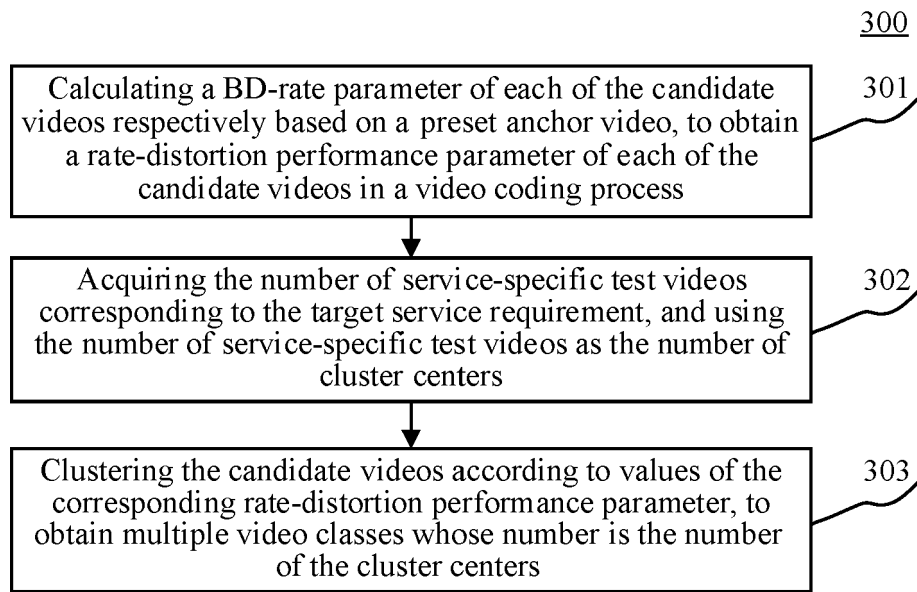 300
Calculating a BD-rate parameter of each of the candidate
videos respectively based on a preset anchor video, to obtain
a rate-distortion performance parameter of each of the
candidate videos in a video coding process
301
Acquiring the number of service-specific test videos
corresponding to the target service requirement, and using
the number of service-specific test videos as the number of
cluster centers
302
Clustering the candidate videos according to values of the
corresponding rate-distortion performance parameter, to
obtain multiple video classes whose number is the number
of the cluster centers
303